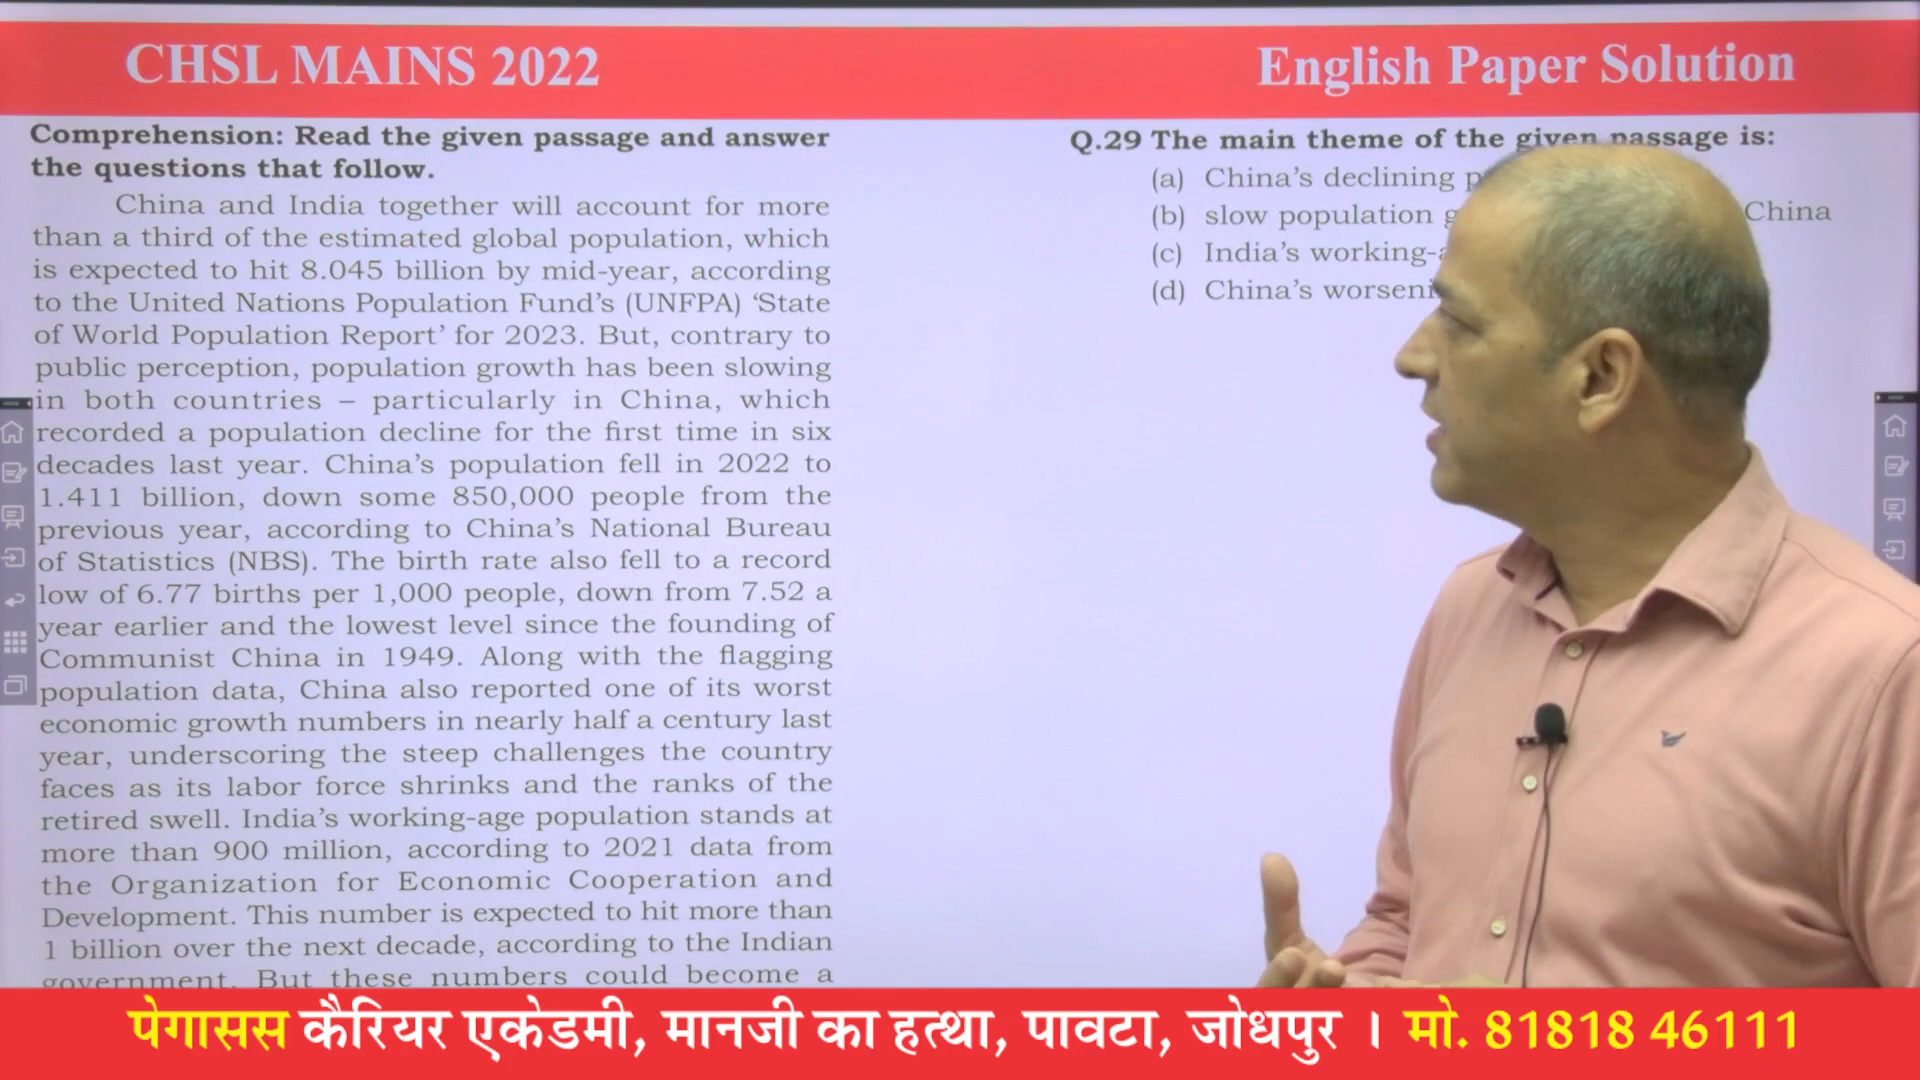 CHSL MAINS 2022
English Paper Solution
Comprehension: Read the given passage and answer
the questions that follow.
China and India together will account for more
than a third of the estimated global population, which
is expected to hit 8.045 billion by mid-year, according
to the United Nations Population Fund's (UNFPA) 'State
of World Population Report' for 2023. But, contrary to
public perception, population growth has been slowing
in both countries – particularly in China, which
recorded a population decline for the first time in six
decades last year. China's population fell in 2022 to
1.411 billion, down some 850,000 people from the
previous year, according to China's National Bureau
of Statistics (NBS). The birth rate also fell to a record
low of 6.77 births per 1,000 people, down from 7.52 a
year earlier and the lowest level since the founding of
Communist China in 1949. Along with the flagging
population data, China also reported one of its worst
economic growth numbers in nearly half a century last
year, underscoring the steep challenges the country
faces as its labor force shrinks and the ranks of the
retired swell. India's working-age population stands at
more than 900 million, according to 2021 data from
the Organization for Economic Cooperation and
Development. This number is expected to hit more than
1 billion over the next decade, according to the Indian
government. But these numbers could become a
Q.29 The main theme of the given passage is:
(a) China's declining
(b) slow population China
(c) India's working-
(d) China's
पेगासस कैरियर एकेडमी, मानजी का हत्था, पावटा, जोधपुर । मो. 81818 46111